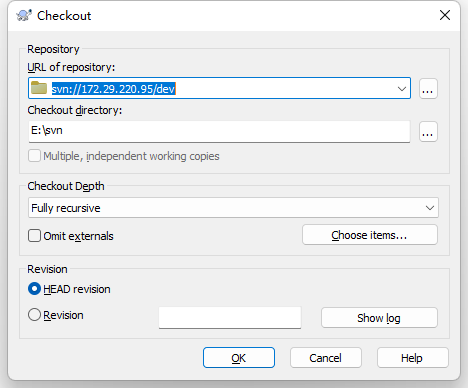 Checkout
Repository
URL of repository:
svn://172.29.220.95/dev
...
Checkout directory:
E:\svn
...
Multiple, independent working copies
Checkout Depth
Fully recursive
Omit externals
Choose items...
Revision
HEAD revision
Revision
Show log
OK
Cancel
Help